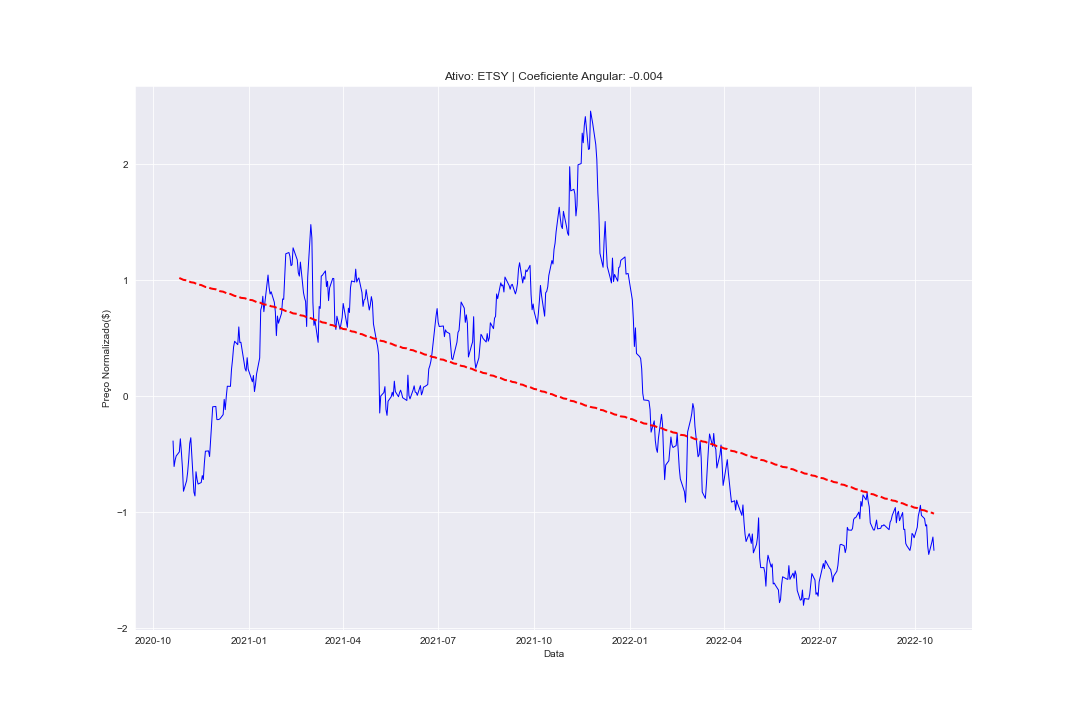 Ativo: ETSY | Coeficiente Angular: -0.004
Preço Normalizado($)
2
1
0
−1
−2
2020-10 2021-01 2021-04 2021-07 2021-10 2022-01 2022-04 2022-07 2022-10
Data